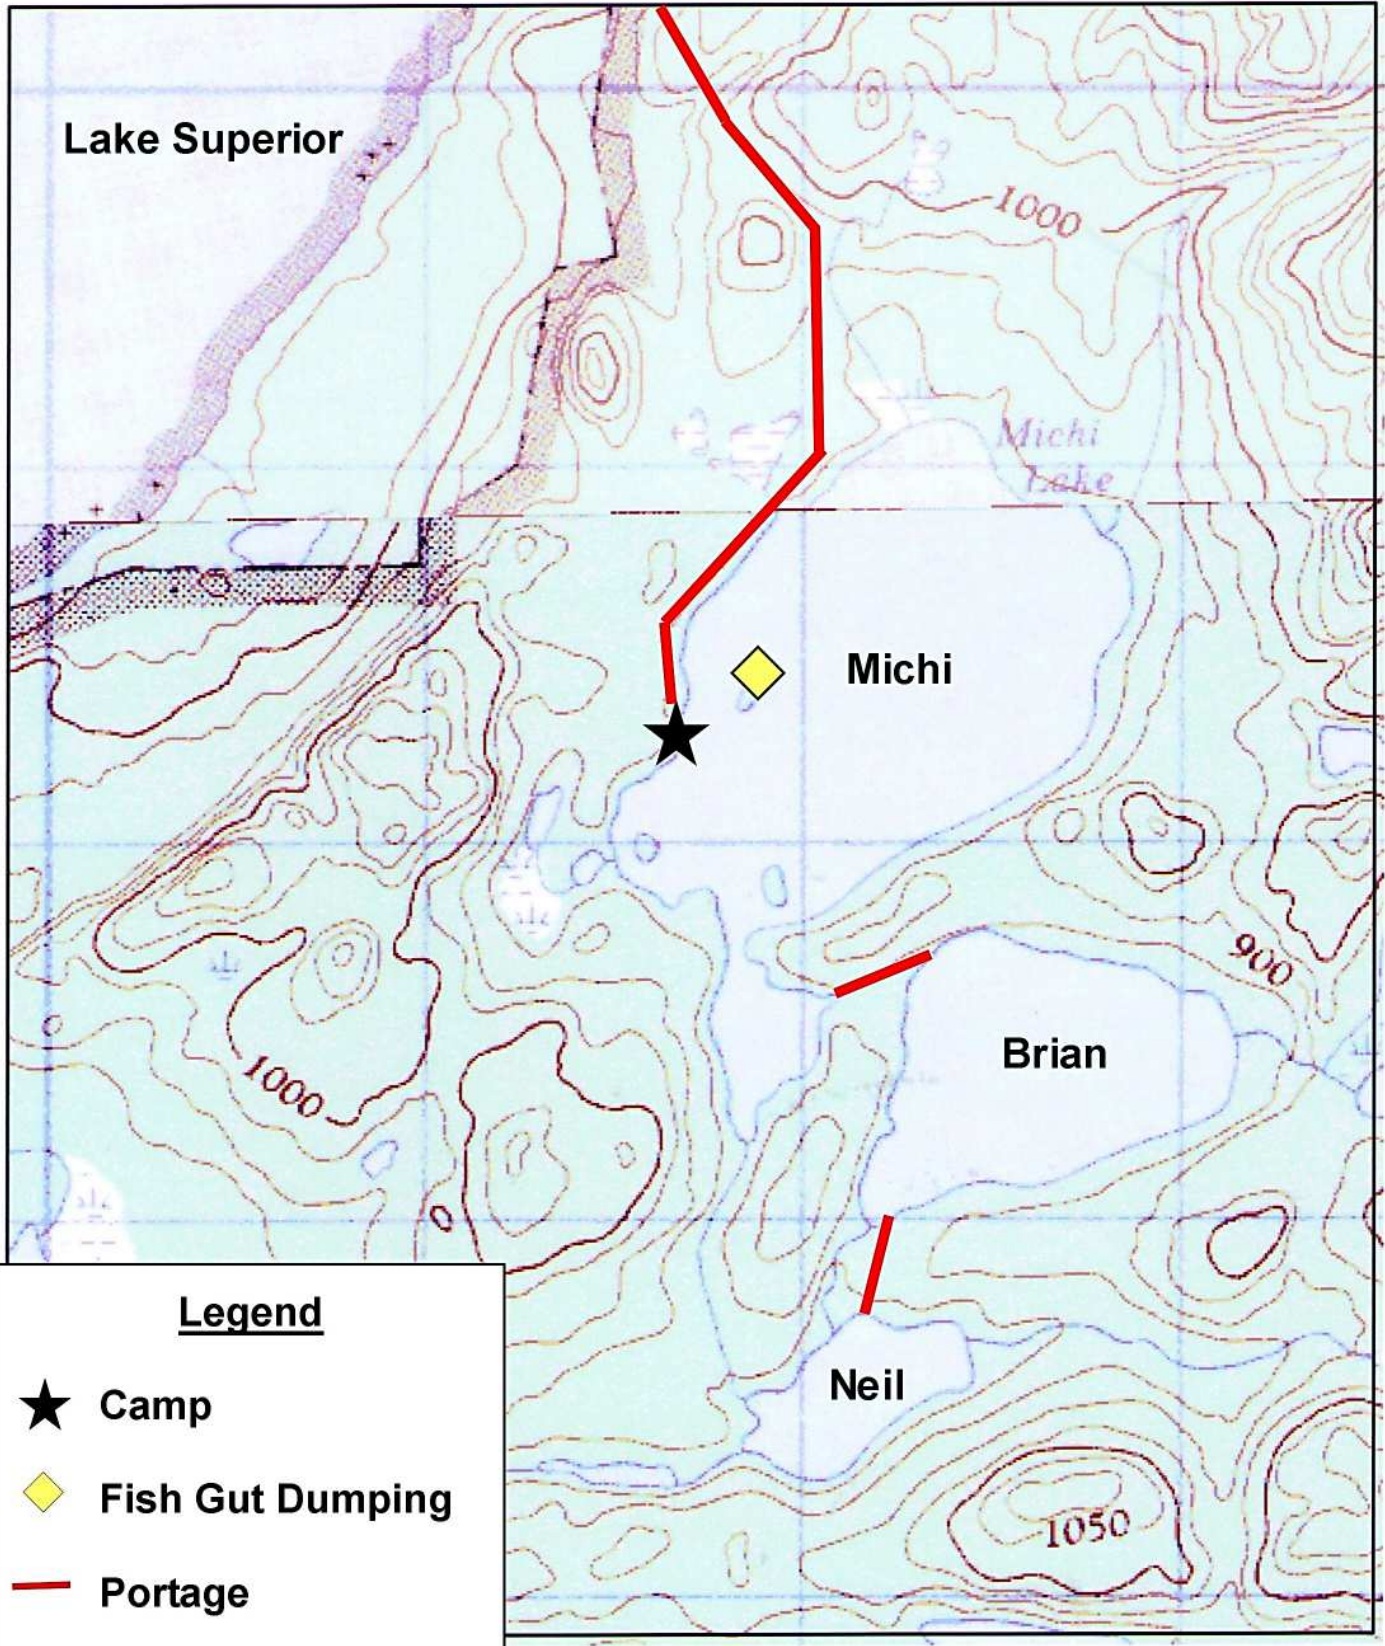 Lake Superior
1000
Michi
Lake
Michi
900
Brian
1000
Neil
1050
Legend
Camp
Fish Gut Dumping
Portage